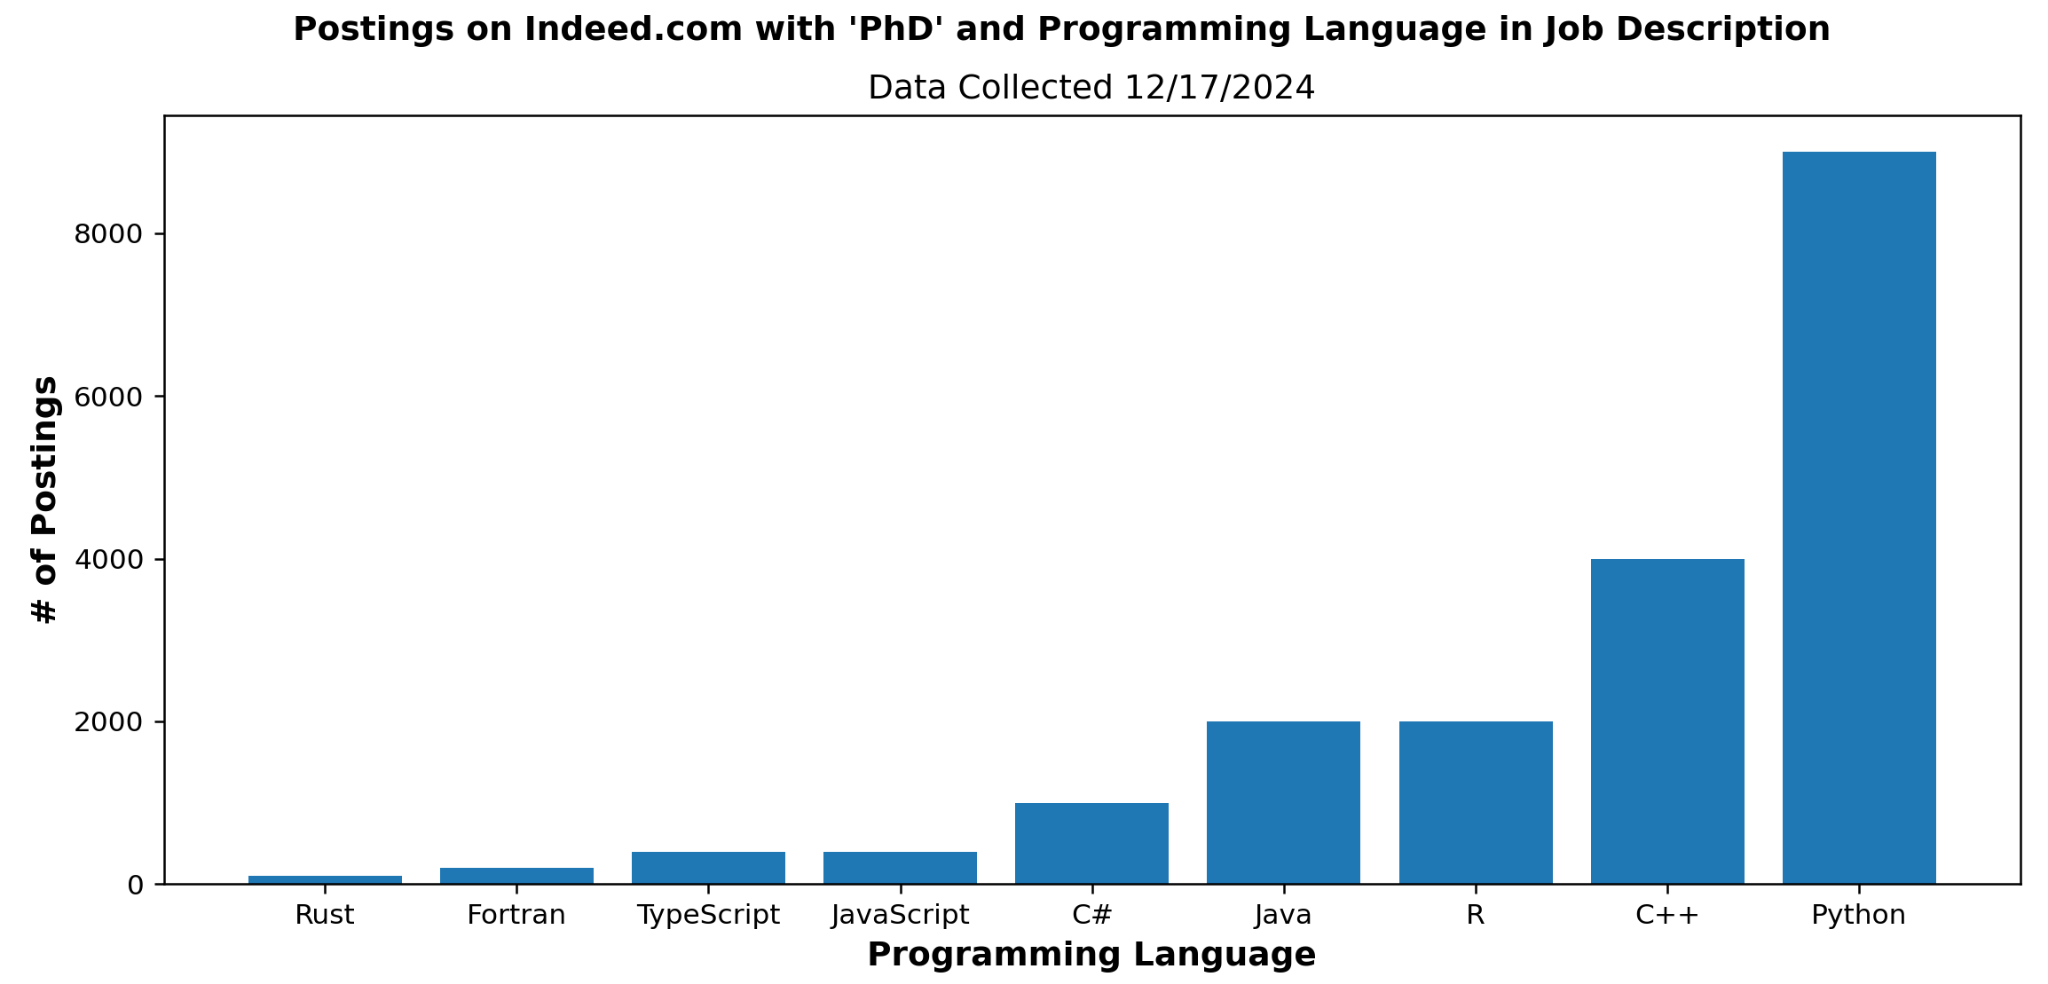 Postings on Indeed.com with 'PhD' and Programming Language in Job Description
Data Collected 12/17/2024
# of Postings
8000
6000
4000
2000
0
Rust Fortran TypeScript JavaScript C# Java R C++ Python
Programming Language